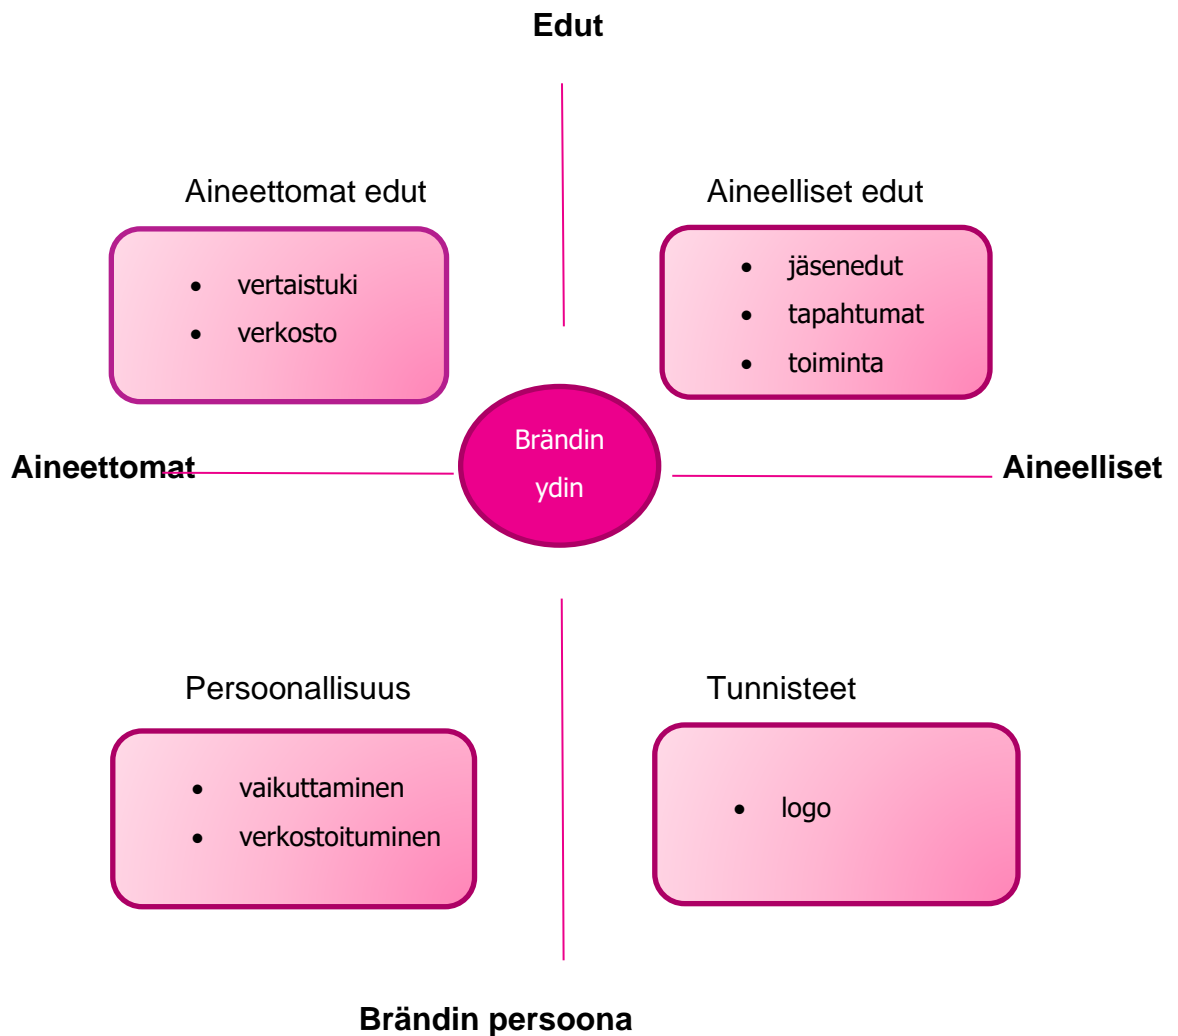 Edut
Aineettomat edut
• vertaistuki
• verkosto
Aineelliset edut
• jäsenedut
• tapahtumat
• toiminta
Aineettomat
Brändin
ydin
Aineelliset
Persoonallisuus
• vaikuttaminen
• verkostoituminen
Tunnisteet
• logo
Brändin persoona